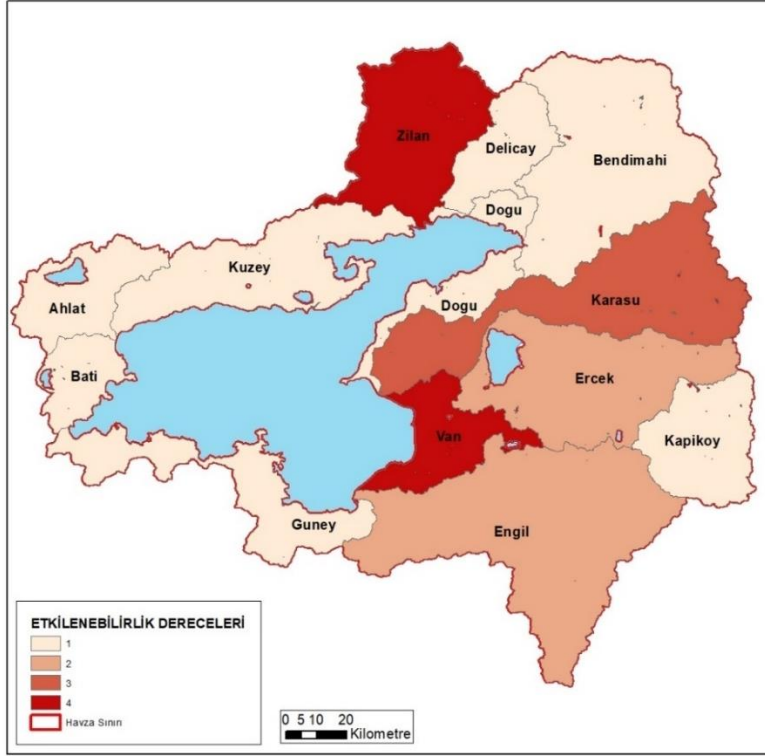 Zilan
Delicay
Bendimahi
Dogu
Kuzey
Ahlat
Dogu
Karasu
Bati
Ercek
Van
Kapikoy
Guney
Engil
ETKİLENEBİLİRLİK DERECELERİ
1
2
3
4
Havza Sınırı
0 5 10 20
Kilometre